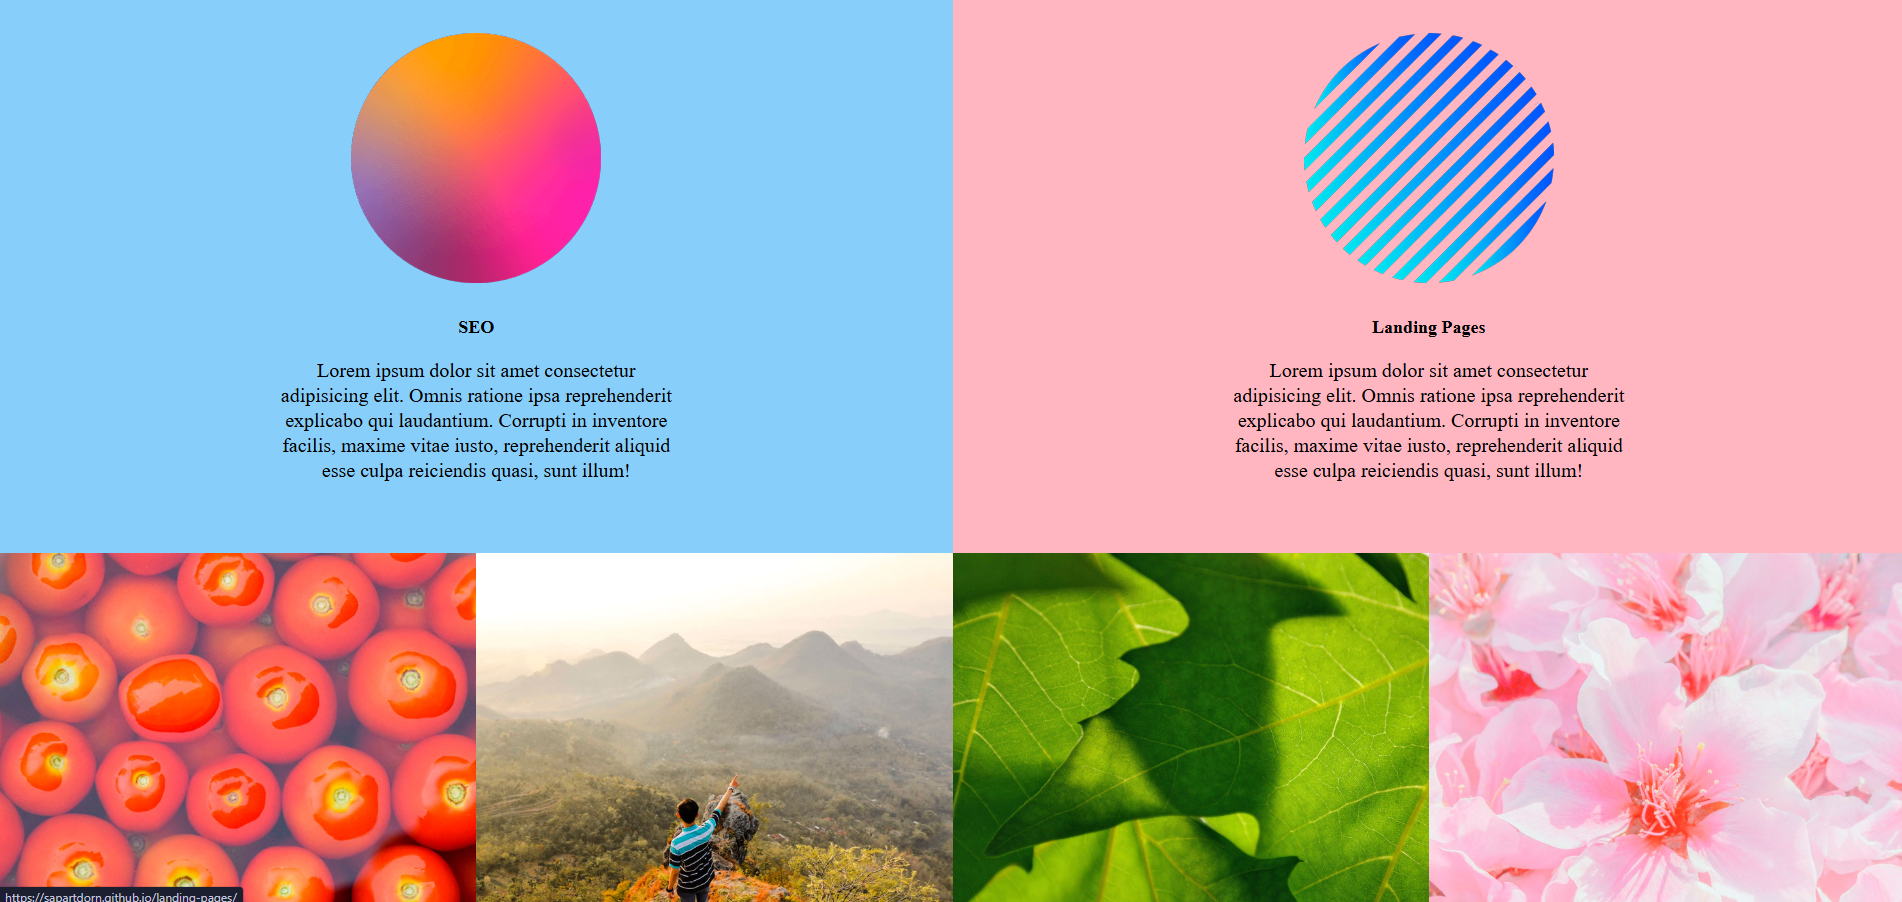 SEO
Lorem ipsum dolor sit amet consectetur
adipisicing elit. Omnis ratione ipsa reprehenderit
explicabo qui laudantium. Corrupti in inventore
facilis, maxime vitae iusto, reprehenderit aliquid
esse culpa reiciendis quasi, sunt illum!
Landing Pages
Lorem ipsum dolor sit amet consectetur
adipisicing elit. Omnis ratione ipsa reprehenderit
explicabo qui laudantium. Corrupti in inventore
facilis, maxime vitae iusto, reprehenderit aliquid
esse culpa reiciendis quasi, sunt illum!
https://sapartdorn.github.io/landing-pages/